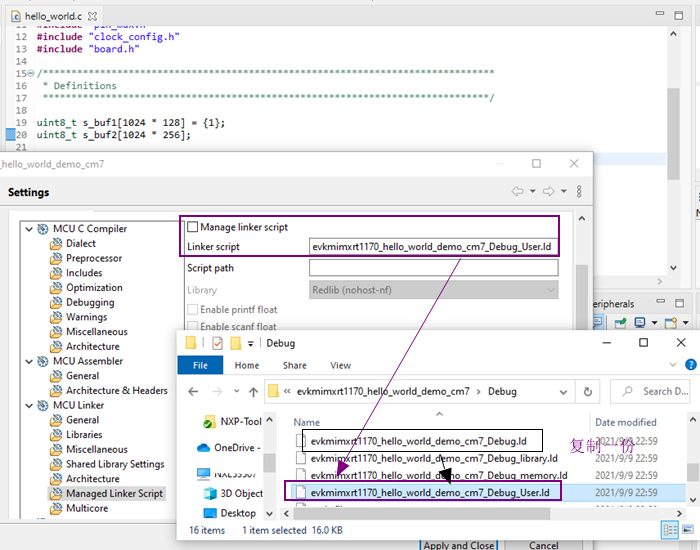 hello_world.c
11 #include "pin_mux.h"
12 #include "clock_config.h"
13 #include "board.h"
14
15 /*******************************************************************************
16 * Definitions
17 ******************************************************************************/
18
19 uint8_t s_buf1[1024 * 128] = {1};
20 uint8_t s_buf2[1024 * 256];
_hello_world_demo_cm7
Settings
MCU C Compiler
Dialect
Preprocessor
Includes
Optimization
Debugging
Warnings
Miscellaneous
Architecture
MCU Assembler
General
Architecture & Headers
MCU Linker
General
Libraries
Miscellaneous
Shared Library Settings
Architecture
Managed Linker Script
Multicore
Manage linker script
Linker script evkmimxrt1170_hello_world_demo_cm7_Debug_User.ld
Script path
Library Redlib (nohost-nf)
Enable printf float
Enable scanf float
eripherals
Debug
File Home Share View
« evkmimxrt1170_hello_world_demo_cm7 > Debug
Search D...
NXP-Tool
OneDrive -
NXL55507
3D Object
Desktop
Name Date modified
evkmimxrt1170_hello_world_demo_cm7_Debug.ld 2021/9/9 22:59
复制一份
evkmimxrt1170_hello_world_demo_cm7_Debug_library.ld 2021/9/9 22:59
evkmimxrt1170_hello_world_demo_cm7_Debug_memory.ld 2021/9/9 22:59
evkmimxrt1170_hello_world_demo_cm7_Debug_User.ld 2021/9/9 22:59
16 items 1 item selected 16.0 KB
Apply and Close Cancel